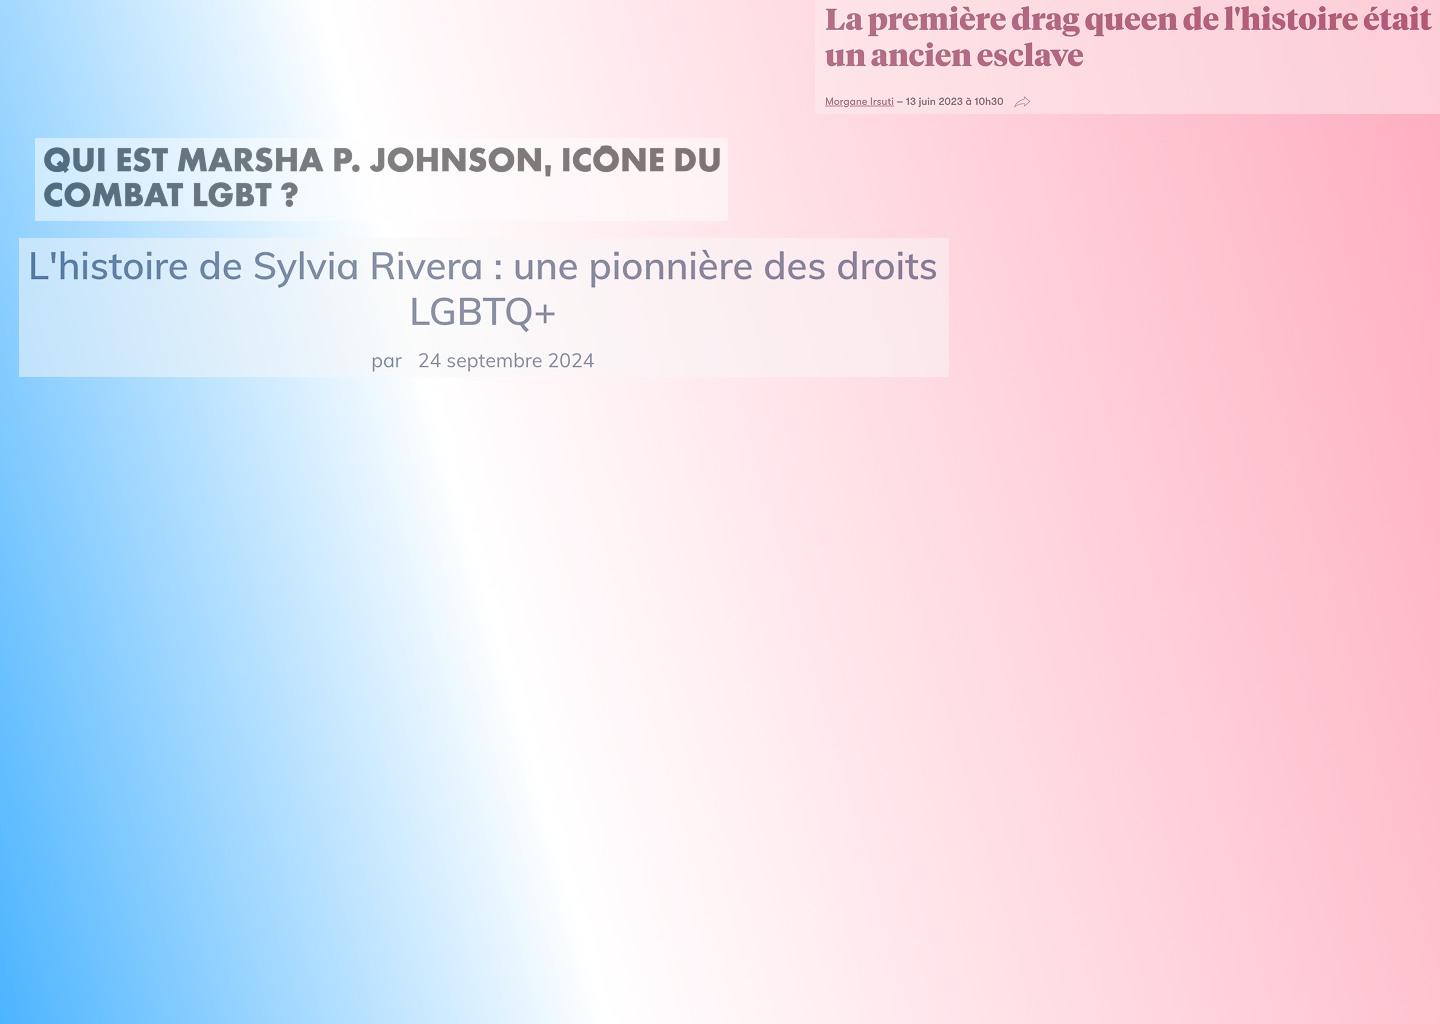 La première drag queen de l'histoire était
un ancien esclave
Morgane Irsuti – 13 juin 2023 à 10h30
QUI EST MARSHA P. JOHNSON, ICÔNE DU
COMBAT LGBT ?
L'histoire de Sylvia Rivera : une pionnière des droits
LGBTQ+
par 24 septembre 2024